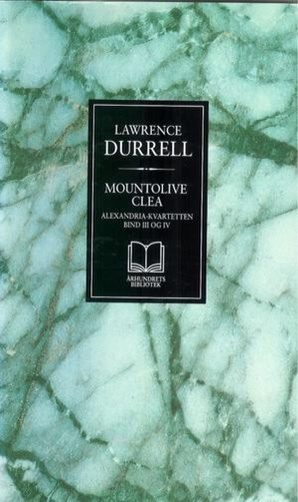 LAWRENCE
DURRELL
MOUNTOLIVE
CLEA
ALEXANDRIA-KVARTETTEN
BIND III OG IV
ÅRHUNDRETS
BIBLIOTEK